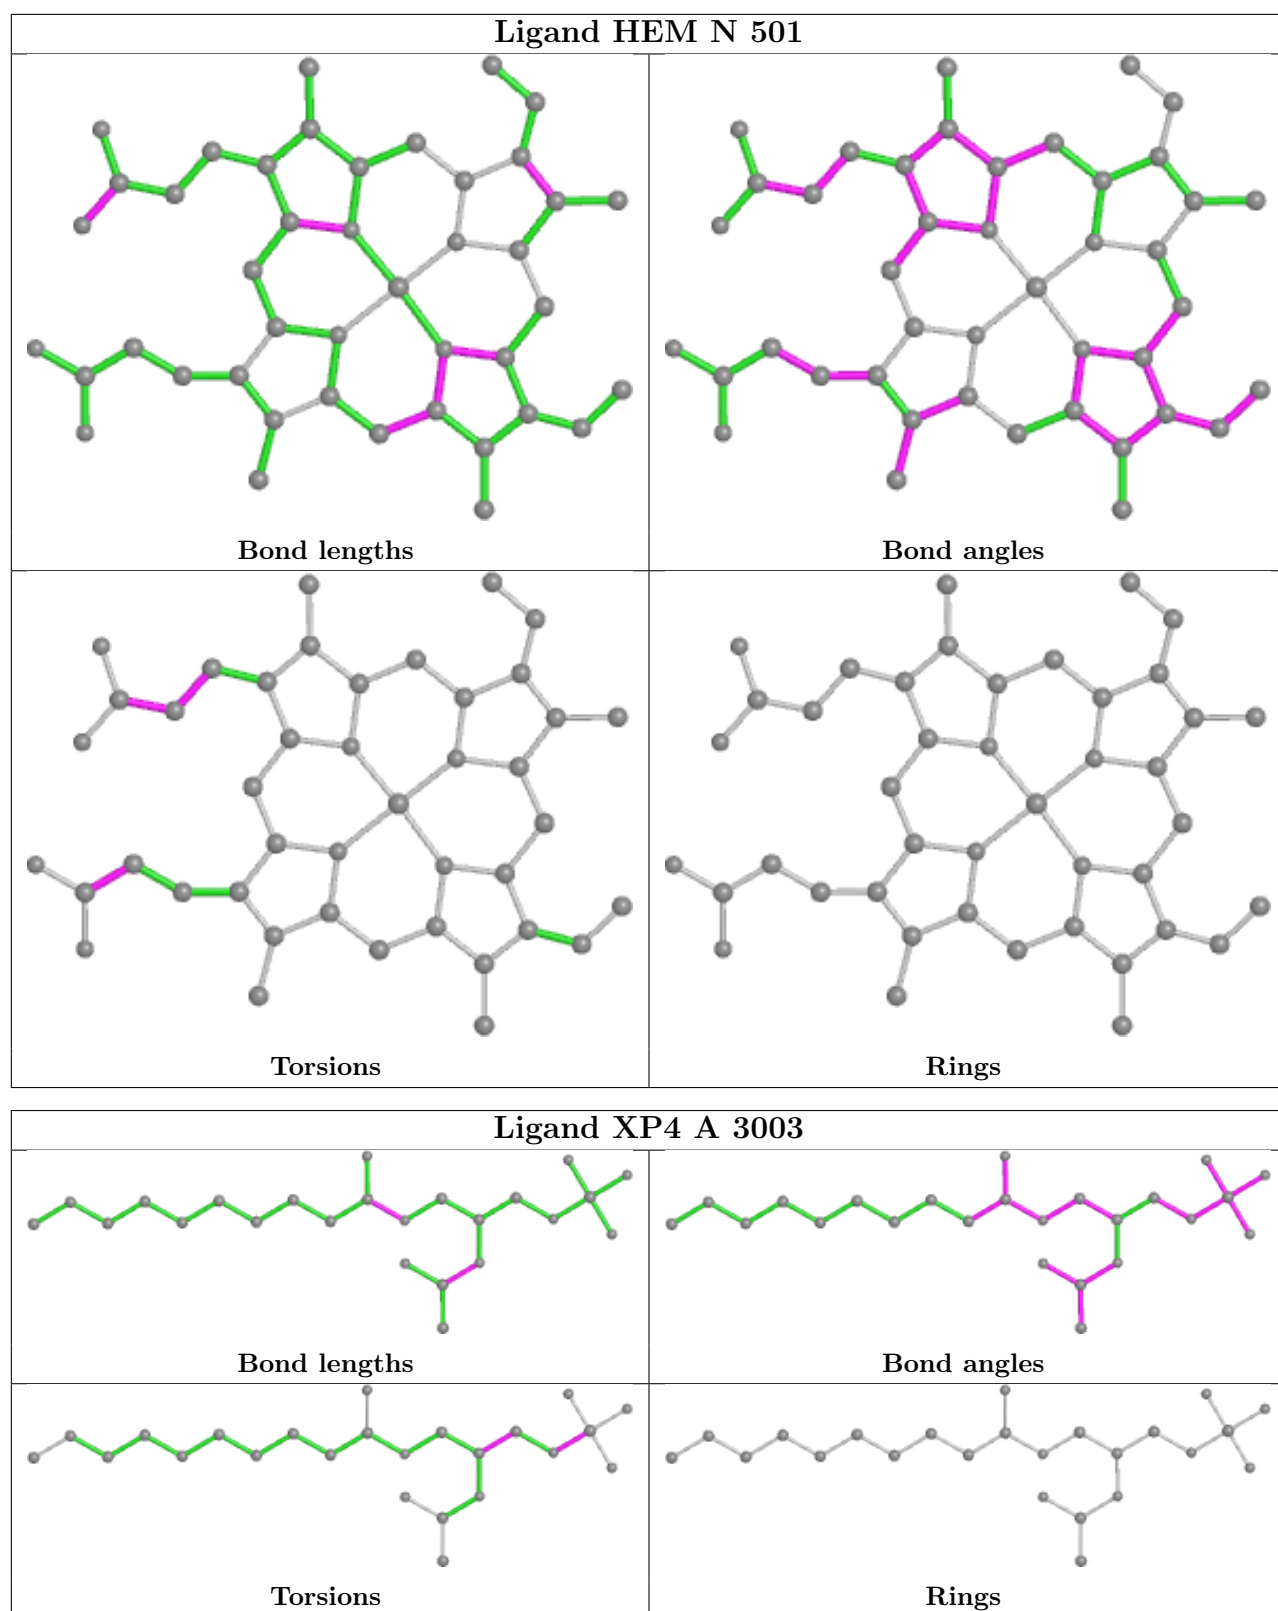 Ligand HEM N 501
Bond lengths
Bond angles
Torsions
Rings
Ligand XP4 A 3003
Bond lengths
Bond angles
Torsions
Rings